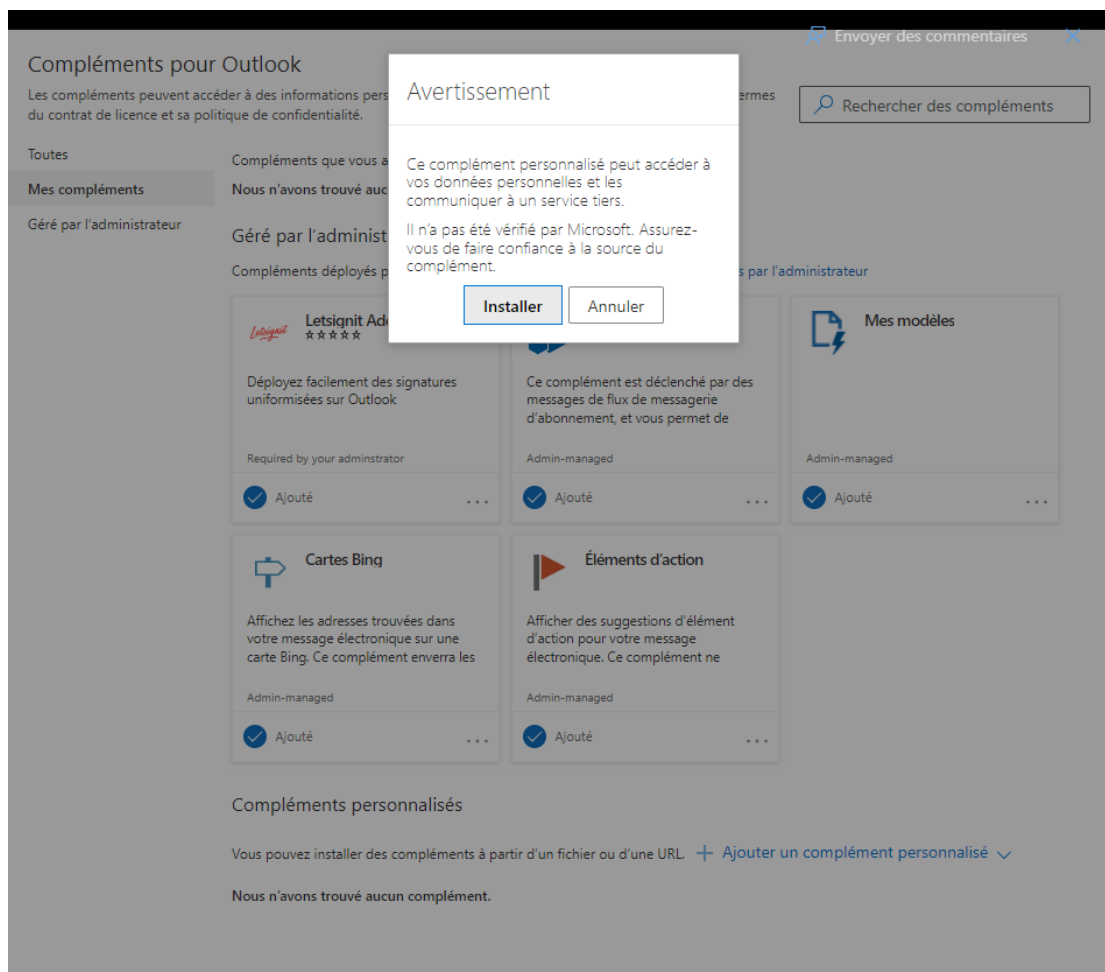 Envoyer des commentaires
Compléments pour Outlook
Les compléments peuvent accéder à des informations pers
ermes
du contrat de licence et sa politique de confidentialité.
Rechercher des compléments
Toutes
Mes compléments
Géré par l'administrateur
Compléments que vous a
Nous n'avons trouvé auc
Géré par l'administ
Compléments déployés p
s par l'administrateur
Avertissement
Ce complément personnalisé peut accéder à
vos données personnelles et les
communiquer à un service tiers.
Il n'a pas été vérifié par Microsoft. Assurez-
vous de faire confiance à la source du
complément.
Installer
Annuler
Letsignit
Letsignit Ad
Déployez facilement des signatures
uniformisées sur Outlook
Required by your adminstrator
Ajouté
Ce complément est déclenché par des
messages de flux de messagerie
d'abonnement, et vous permet de
Admin-managed
Ajouté
Mes modèles
Admin-managed
Ajouté
Cartes Bing
Affichez les adresses trouvées dans
votre message électronique sur une
carte Bing. Ce complément enverra les
Admin-managed
Ajouté
Éléments d'action
Afficher des suggestions d'élément
d'action pour votre message
électronique. Ce complément ne
Admin-managed
Ajouté
Compléments personnalisés
Vous pouvez installer des compléments à partir d'un fichier ou d'une URL. + Ajouter un complément personnalisé
Nous n'avons trouvé aucun complément.